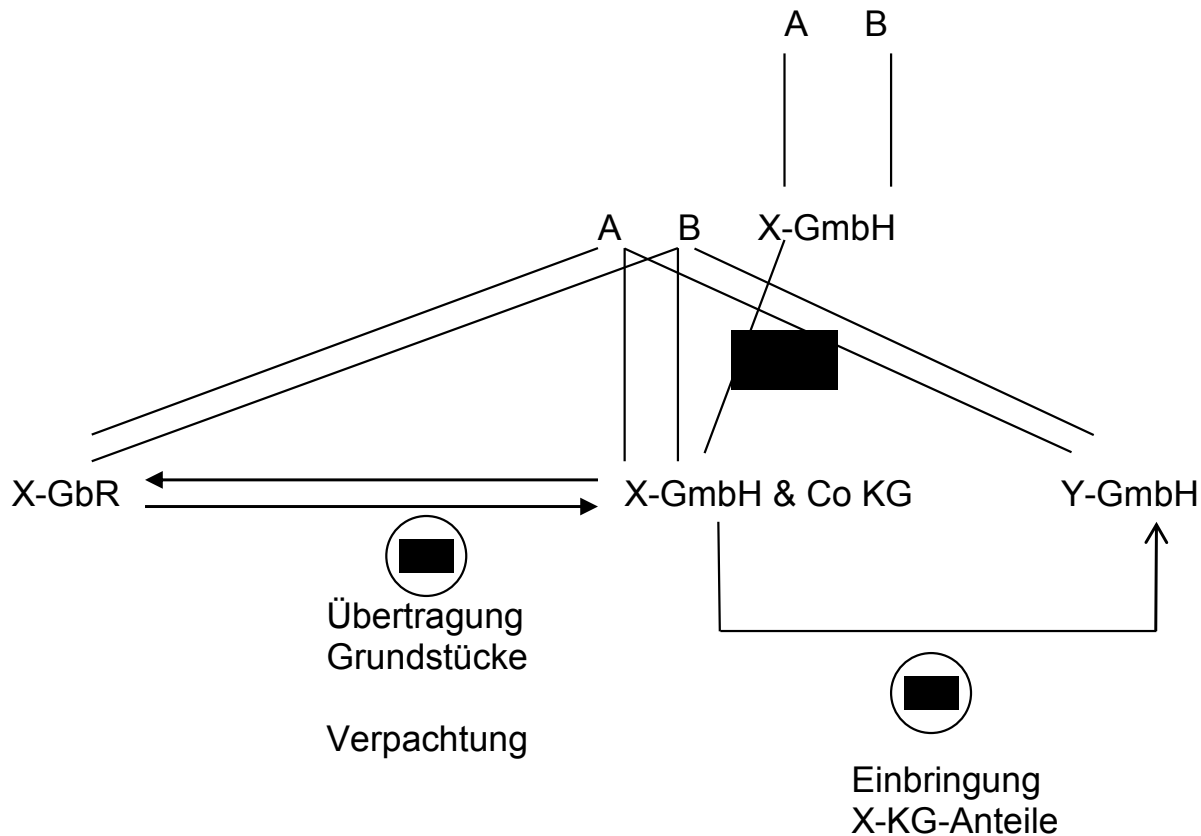 A B
X-GmbH
A B
X-GbR
X-GmbH & Co KG
Y-GmbH
Übertragung
Grundstücke
Verpachtung
Einbringung
X-KG-Anteile